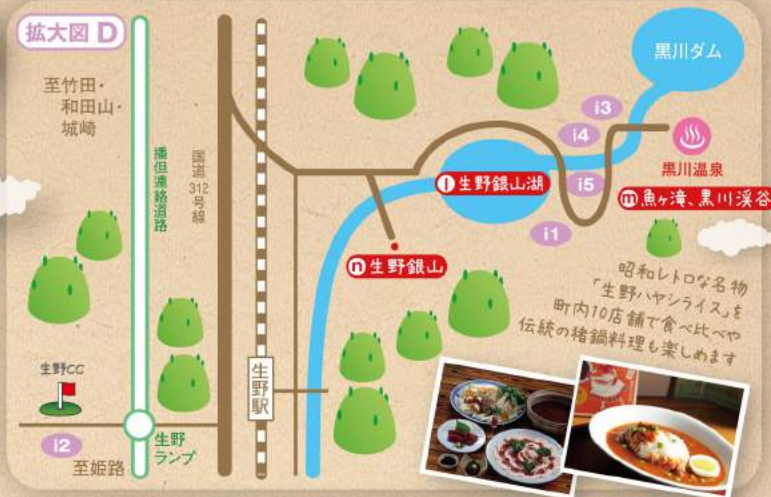 拡大図 D
至竹田・
和田山・
城崎
播但連絡道路
国道312号線
黒川ダム
i3
i4
i5
i1
黒川温泉
l 生野銀山湖
m 魚ヶ滝、黒川渓谷
n 生野銀山
昭和レトロな名物
「生野ハヤシライス」を
町内10店舗で食べ比べや
伝統の猪鍋料理も楽しめます
生野CC
生野駅
i2
生野
ランプ
至姫路